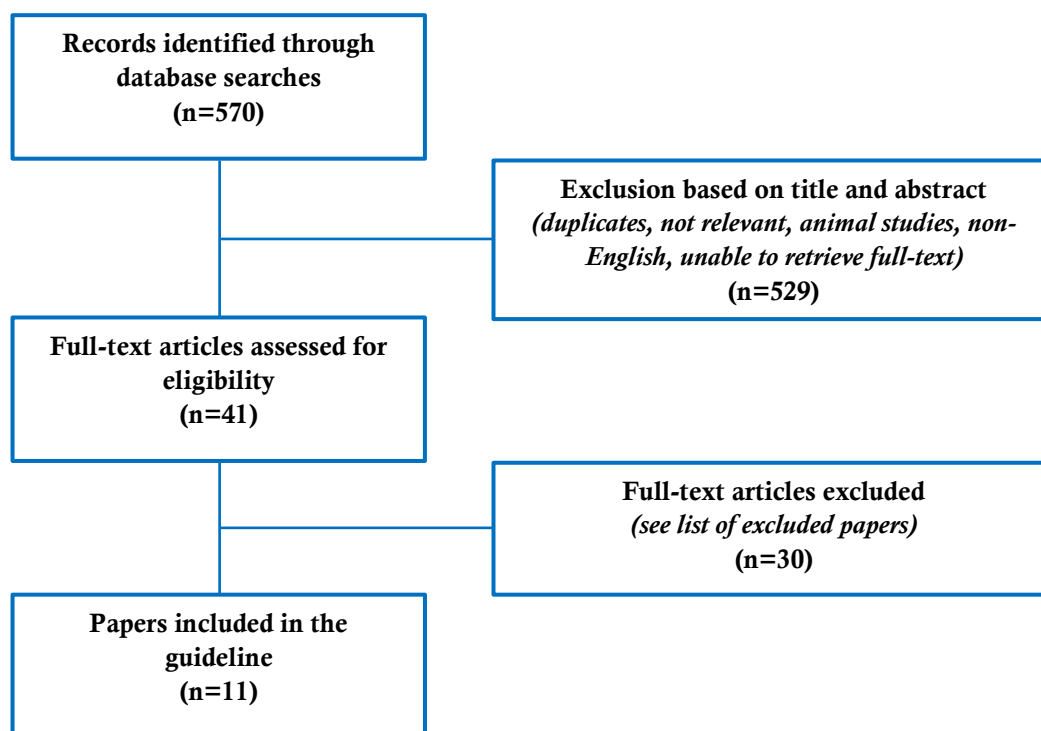 Records identified through
database searches
(n=570)
Exclusion based on title and abstract
(duplicates, not relevant, animal studies, non-
English, unable to retrieve full-text)
(n=529)
Full-text articles assessed for
eligibility
(n=41)
Full-text articles excluded
(see list of excluded papers)
(n=30)
Papers included in the
guideline
(n=11)